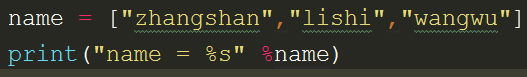 name = ["zhangshan","lishi","wangwu"]
print("name = %s" %name)